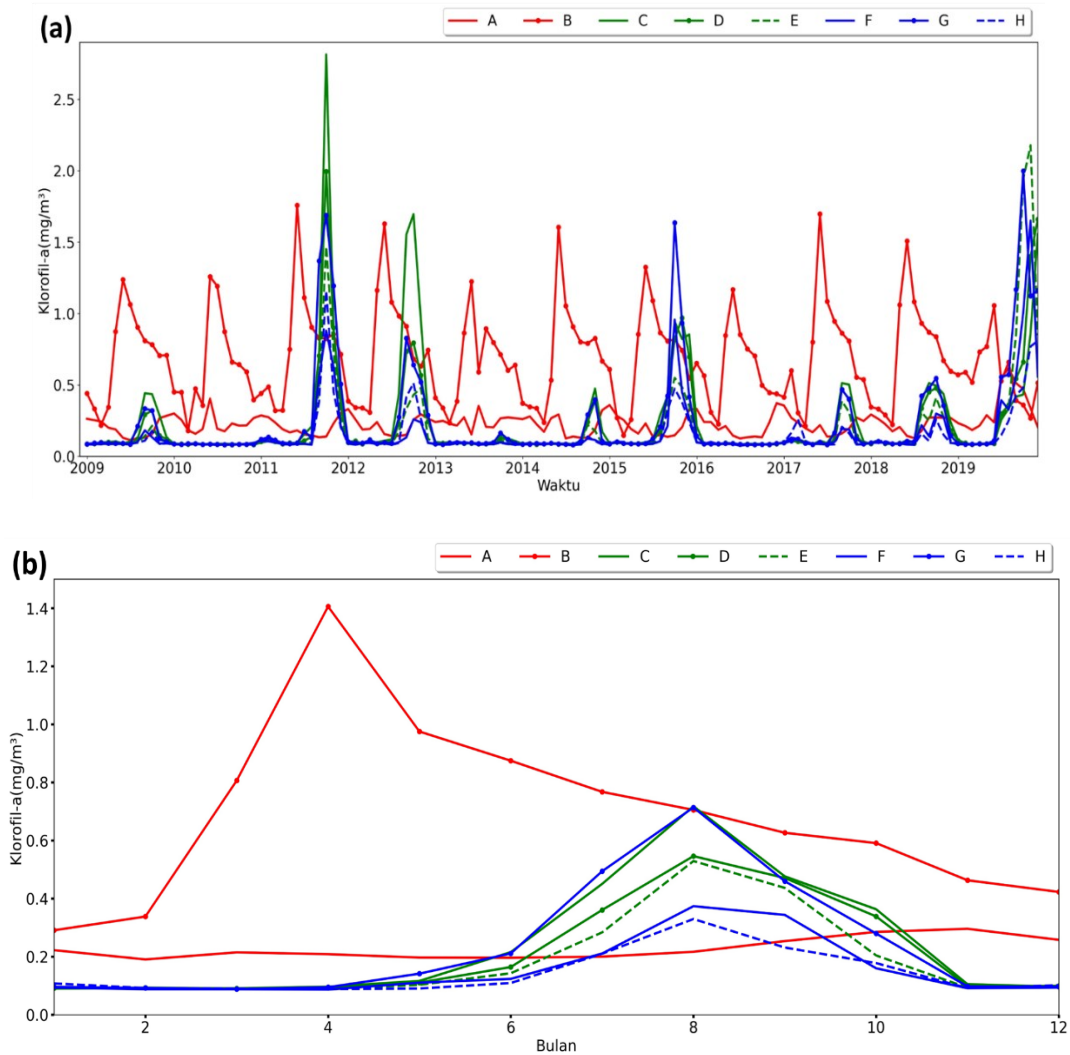 (a)
A B C D E F G H
Klorofil-a(mg/m³)
2.5
2.0
1.5
1.0
0.5
0.0
2009 2010 2011 2012 2013 2014 2015 2016 2017 2018 2019
Waktu
(b)
A B C D E F G H
Klorofil-a(mg/m³)
1.4
1.2
1.0
0.8
0.6
0.4
0.2
0.0
2 4 6 8 10 12
Bulan